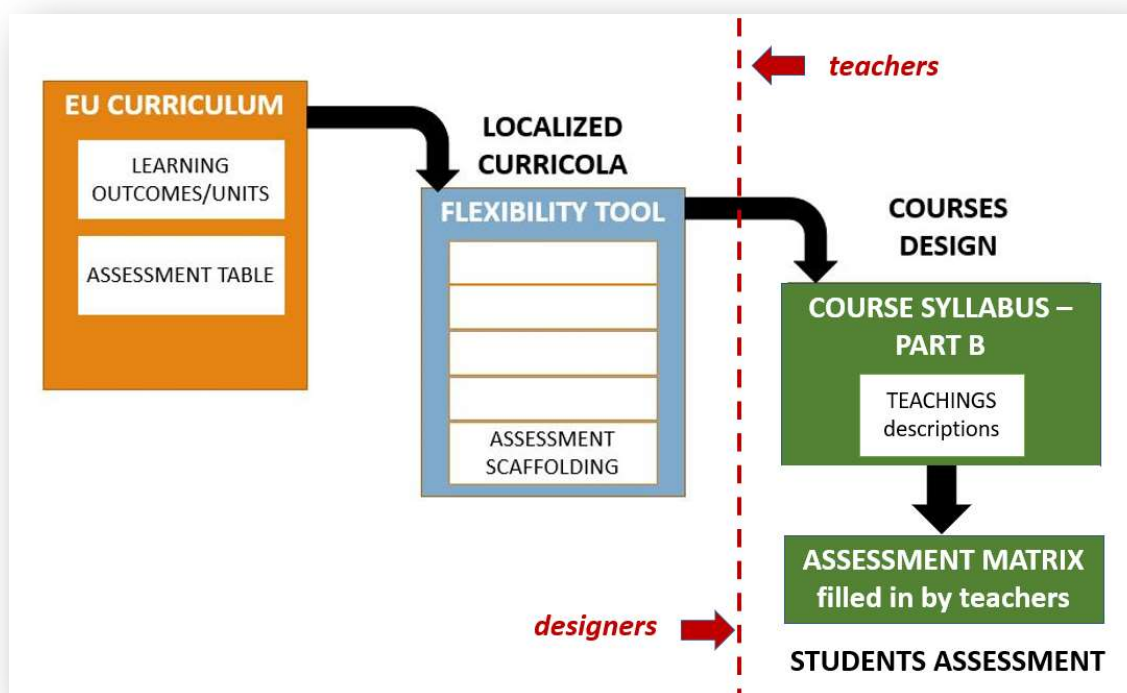 teachers
EU CURRICULUM
LEARNING
OUTCOMES/UNITS
ASSESSMENT TABLE
LOCALIZED
CURRICOLA
FLEXIBILITY TOOL
ASSESSMENT
SCAFFOLDING
COURSES
DESIGN
COURSE SYLLABUS –
PART B
TEACHINGS
descriptions
ASSESSMENT MATRIX
filled in by teachers
designers
STUDENTS ASSESSMENT